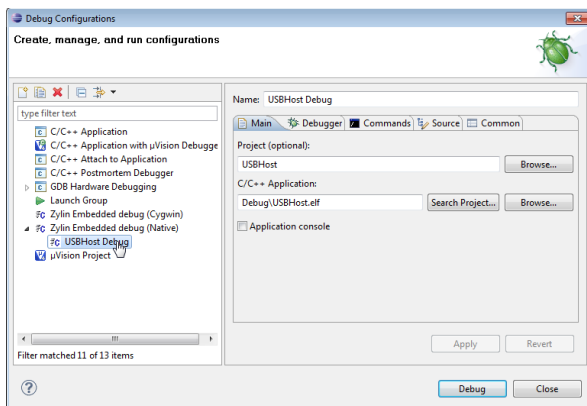 Debug Configurations
Create, manage, and run configurations
type filter text
C/C++ Application
C/C++ Application with µVision Debugge
C/C++ Attach to Application
C/C++ Postmortem Debugger
GDB Hardware Debugging
Launch Group
Zylin Embedded debug (Cygwin)
Zylin Embedded debug (Native)
USBHost Debug
µVision Project
Filter matched 11 of 13 items
Name: USBHost Debug
Main Debugger Commands Source Common
Project (optional):
USBHost Browse...
C/C++ Application:
Debug\USBHost.elf Search Project... Browse...
Application console
Apply Revert
Debug Close